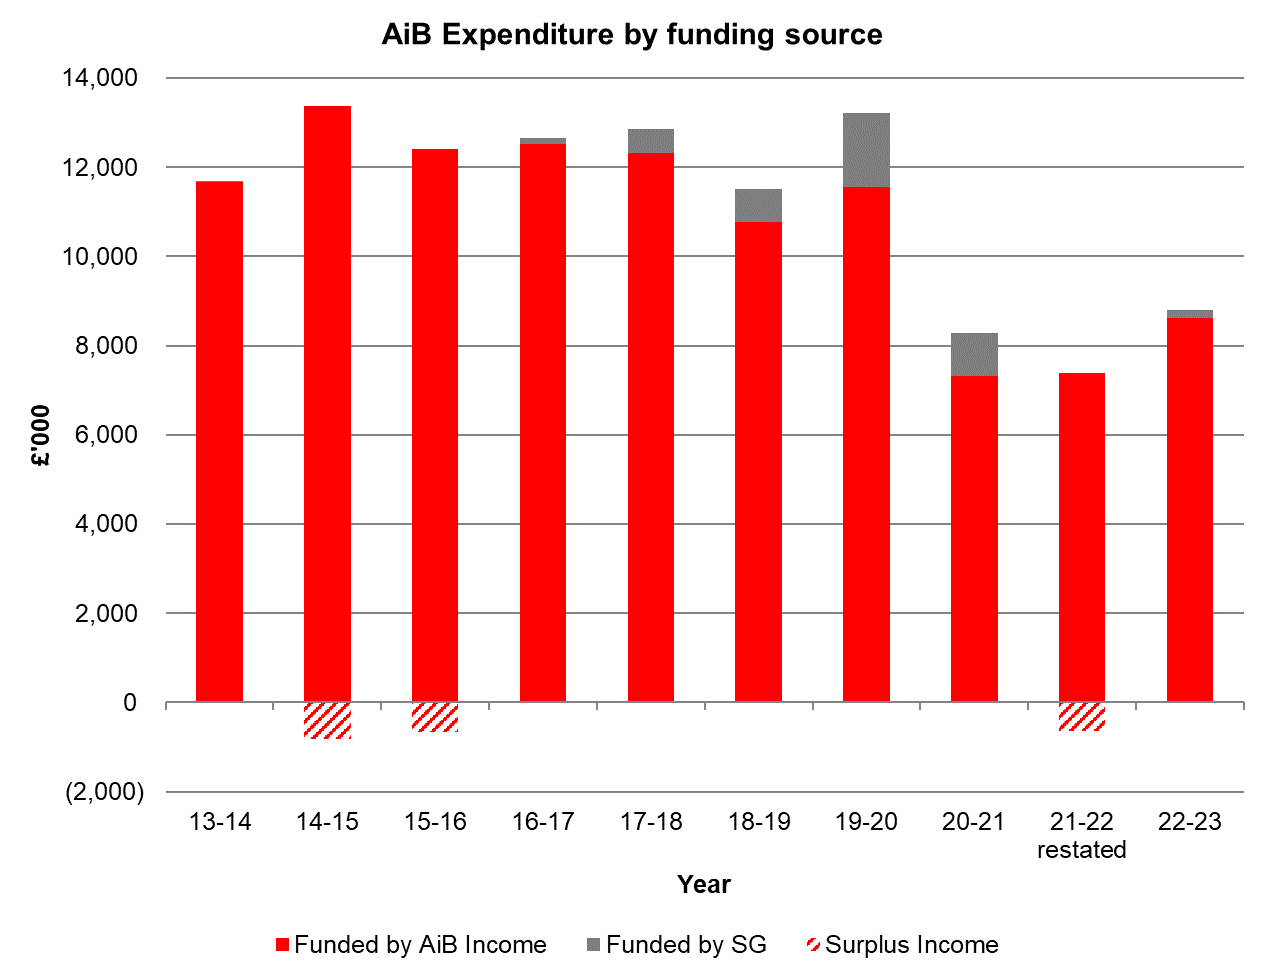 AiB Expenditure by funding source
14,000
12,000
10,000
8,000
6,000
4,000
2,000
0
(2,000)
£'000
13-14 14-15 15-16 16-17 17-18 18-19 19-20 20-21 21-22 22-23
restated
Year
Funded by AiB Income Funded by SG Surplus Income